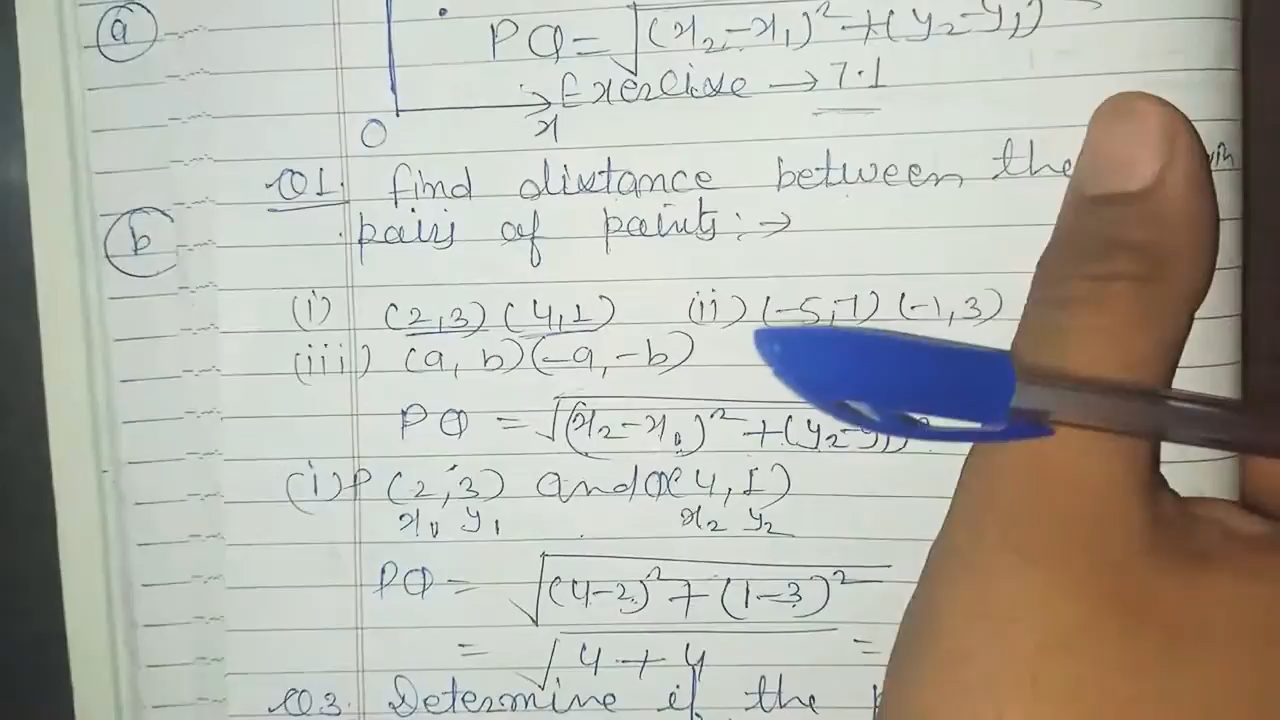 (a) PQ = √(x₂-x₁)²+(y₂-y₁)
→ Exercise → 7.1
O x
Q1. find distance between the
(b) pairs of points :→
(i) (2,3) (4,1) (ii) (-5,7) (-1,3)
(iii) (a, b) (-a, -b)
PQ = √(x₂-x₁)²+(y₂-y₁)²
(i) P (2,3) and Q(4,1)
x₁ y₁ x₂ y₂
PQ = √(4-2)²+(1-3)²
= √4+4 =
Q3. Determine if the